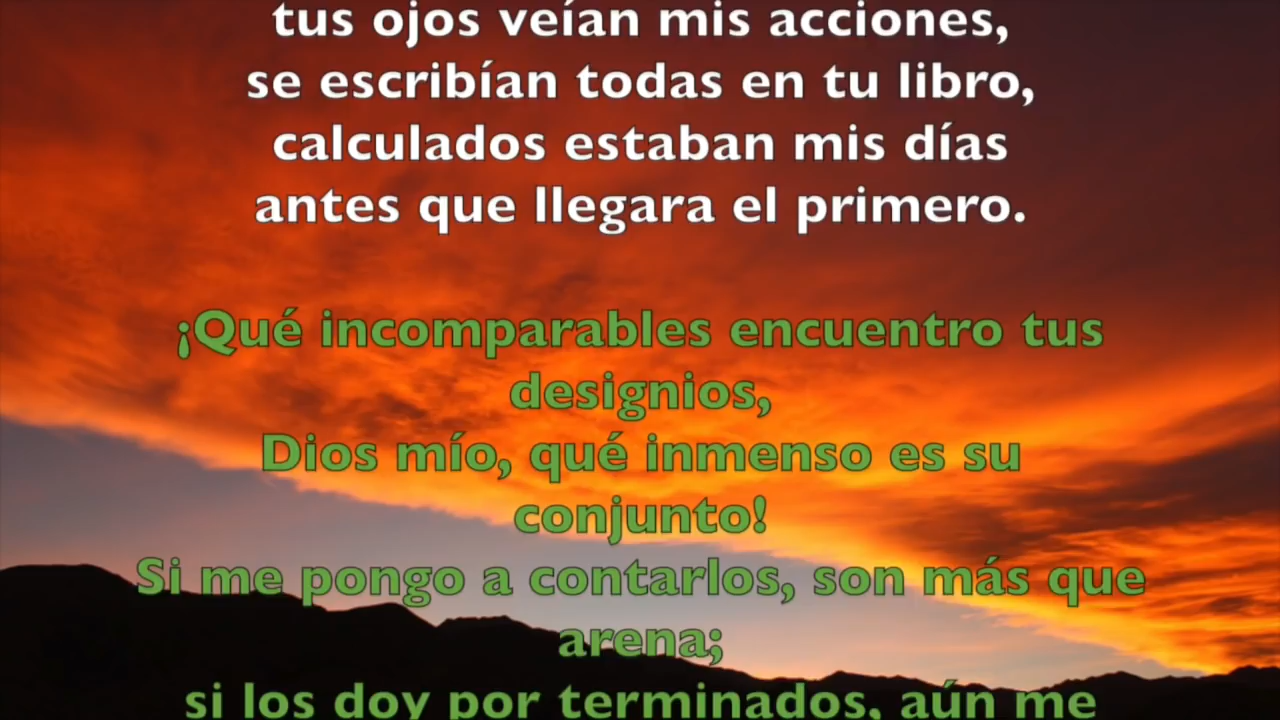 tus ojos veían mis acciones,
se escribían todas en tu libro,
calculados estaban mis días
antes que llegara el primero.
¡Qué incomparables encuentro tus
designios,
Dios mío, qué inmenso es su
conjunto!
Si me pongo a contarlos, son más que
arena;
si los doy por terminados, aún me